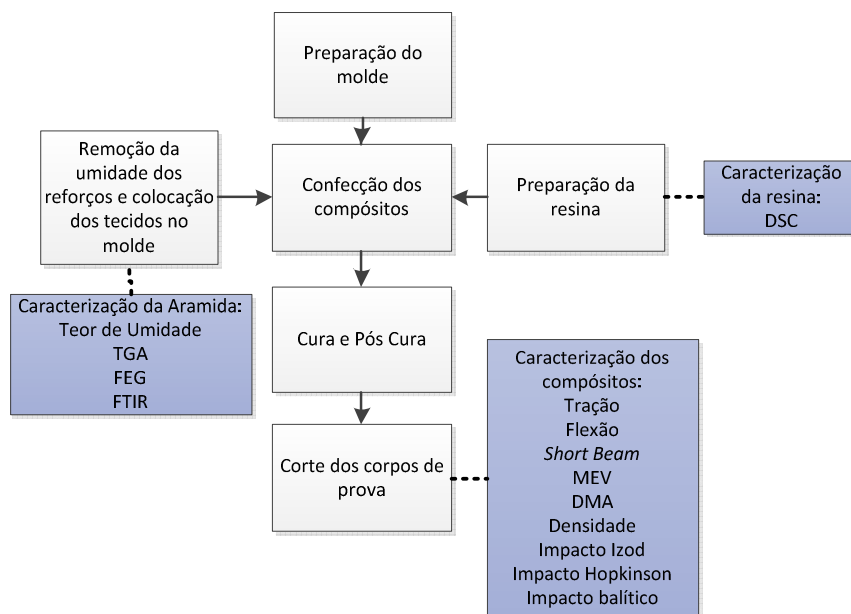 Preparação do
molde
Remoção da
umidade dos
reforços e colocação
dos tecidos no
molde
Confecção dos
compósitos
Preparação da
resina
Caracterização
da resina:
DSC
Caracterização da Aramida:
Teor de Umidade
TGA
FEG
FTIR
Cura e Pós Cura
Corte dos corpos de
prova
Caracterização dos
compósitos:
Tração
Flexão
Short Beam
MEV
DMA
Densidade
Impacto Izod
Impacto Hopkinson
Impacto balítico